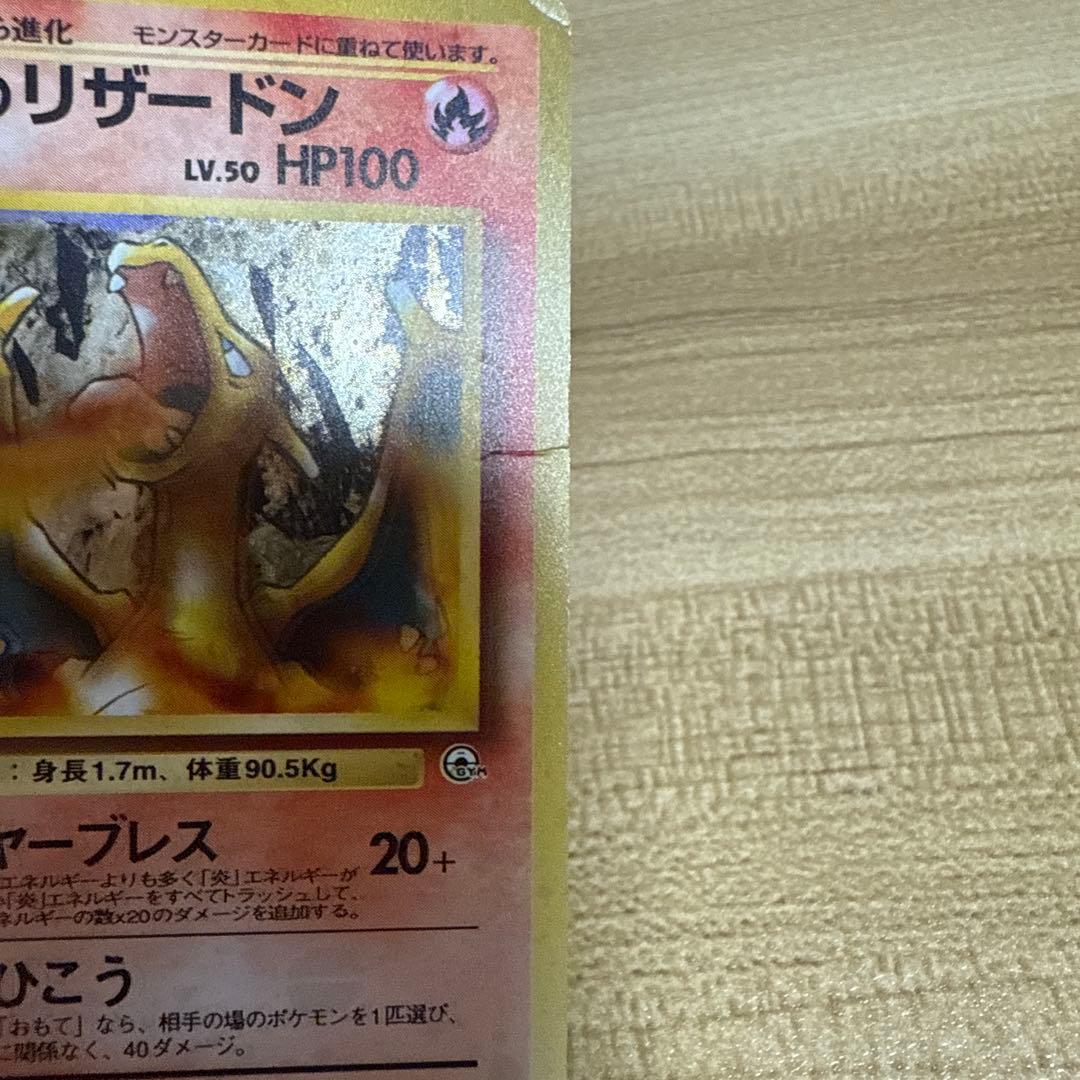 ら進化 モンスターカードに重ねて使います。
のリザードン
LV.50 HP100
：身長1.7m、体重90.5Kg
GYM
ヤーブレス 20+
エネルギーよりも多く「炎」エネルギーが
「炎」エネルギーをすべてトラッシュして、
ネルギーの数x20のダメージを追加する。
ひこう
「おもて」なら、相手の場のポケモンを1匹選び、
に関係なく、40ダメージ。